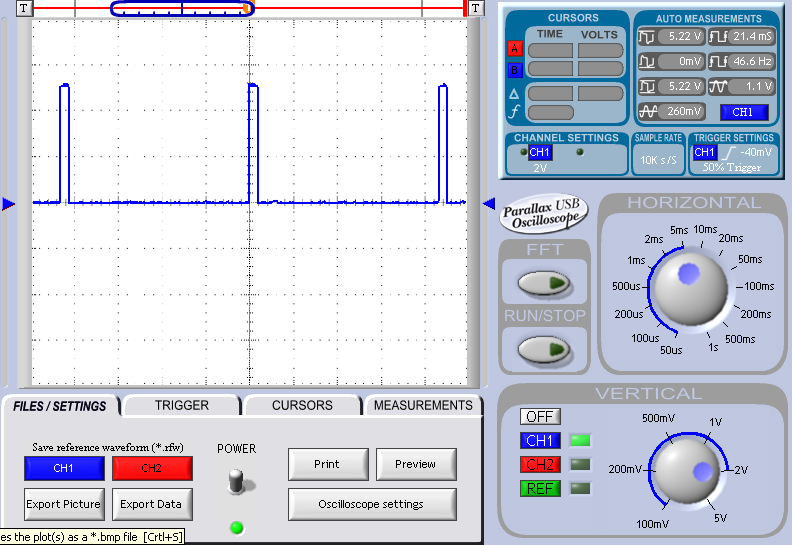 T
T
CURSORS
TIME VOLTS
A
B
Δ
f
AUTO MEASUREMENTS
5.22 V 21.4 mS
0mV 46.6 Hz
5.22 V 1.1 V
260mV CH1
CHANNEL SETTINGS
CH1
2V
SAMPLE RATE
10K s/S
TRIGGER SETTINGS
CH1 -40mV
50% Trigger
Parallax USB
Oscilloscope
FFT
RUN/STOP
HORIZONTAL
5ms 10ms
2ms 20ms
1ms 50ms
500us 100ms
200us 200ms
100us 500ms
50us 1s
FILES / SETTINGS TRIGGER CURSORS MEASUREMENTS
Save reference waveform (*.rfw)
CH1 CH2
Export Picture Export Data
POWER
Print Preview
Oscilloscope settings
es the plot(s) as a *.bmp file [Crtl+S]
VERTICAL
OFF
CH1
CH2
REF
500mV 1V
200mV 2V
100mV 5V